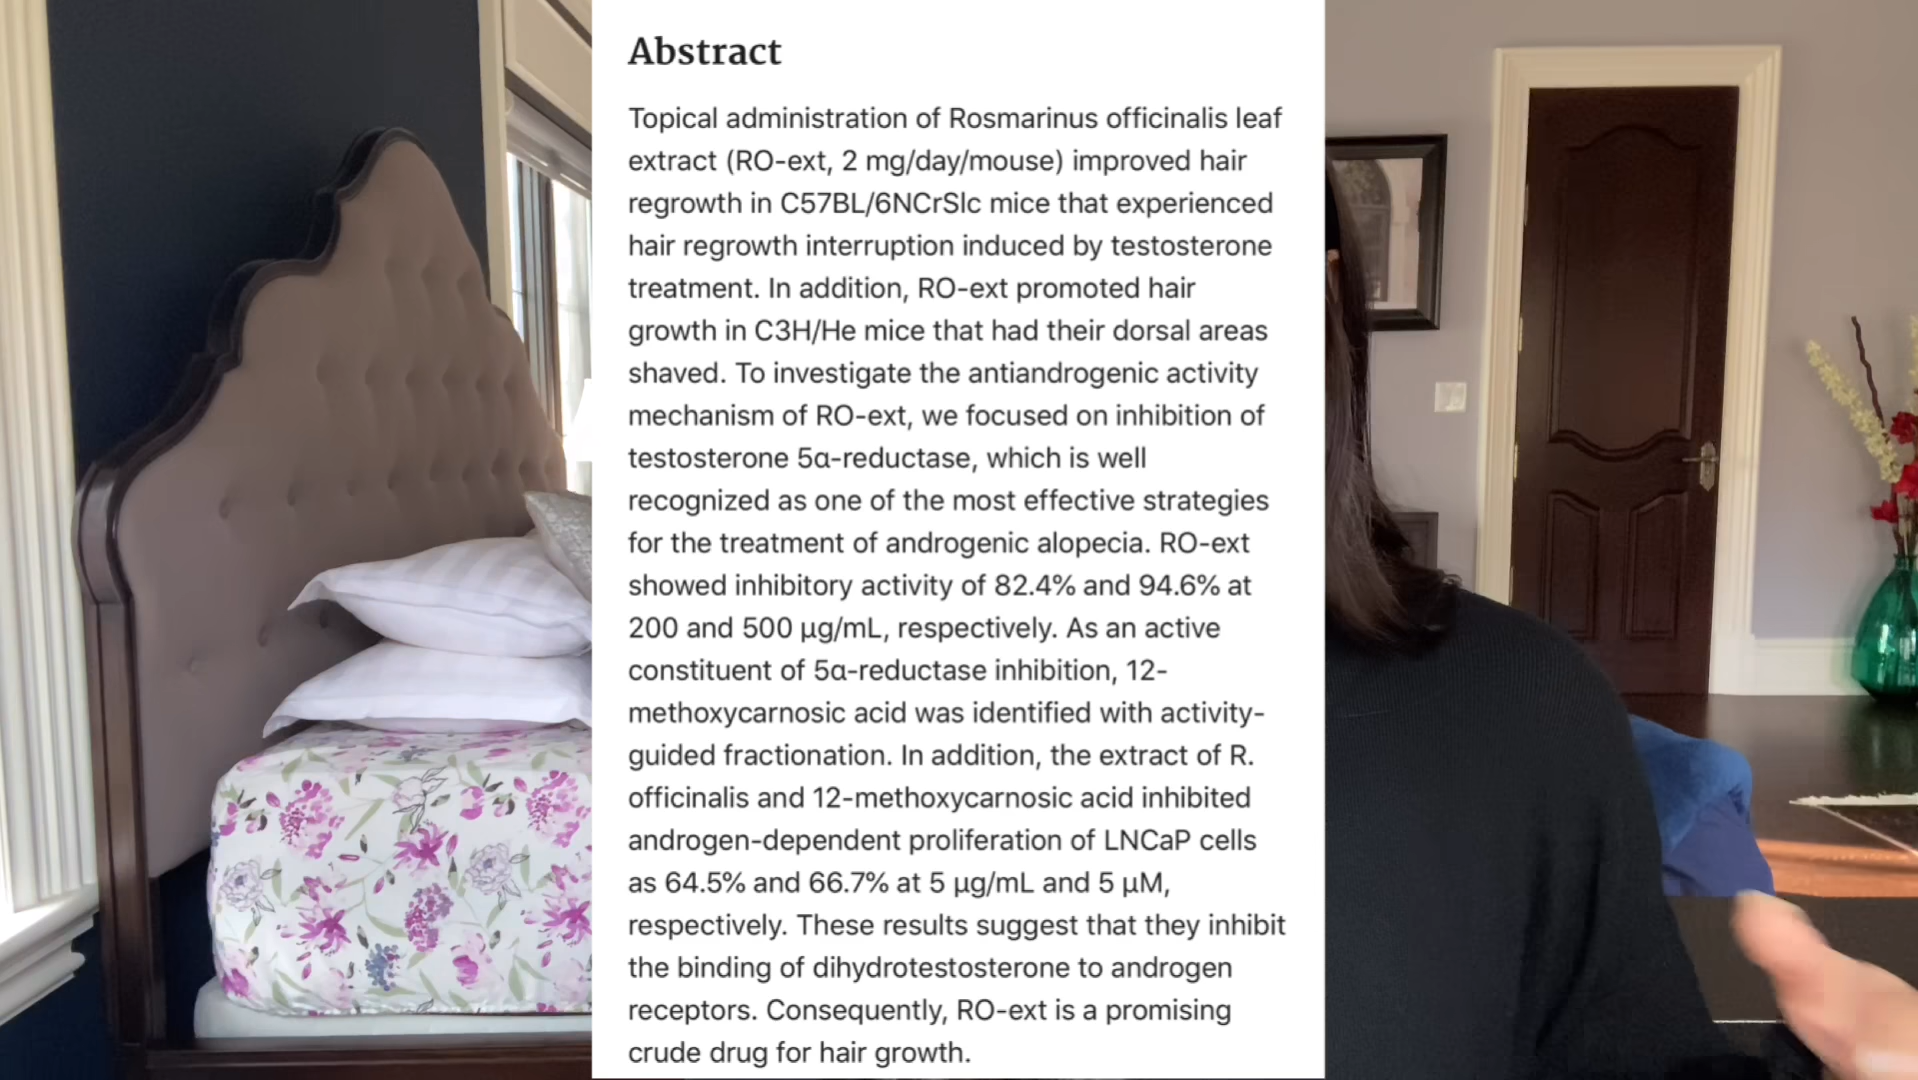 Abstract
Topical administration of Rosmarinus officinalis leaf
extract (RO-ext, 2 mg/day/mouse) improved hair
regrowth in C57BL/6NCrSlc mice that experienced
hair regrowth interruption induced by testosterone
treatment. In addition, RO-ext promoted hair
growth in C3H/He mice that had their dorsal areas
shaved. To investigate the antiandrogenic activity
mechanism of RO-ext, we focused on inhibition of
testosterone 5α-reductase, which is well
recognized as one of the most effective strategies
for the treatment of androgenic alopecia. RO-ext
showed inhibitory activity of 82.4% and 94.6% at
200 and 500 µg/mL, respectively. As an active
constituent of 5α-reductase inhibition, 12-
methoxycarnosic acid was identified with activity-
guided fractionation. In addition, the extract of R.
officinalis and 12-methoxycarnosic acid inhibited
androgen-dependent proliferation of LNCaP cells
as 64.5% and 66.7% at 5 µg/mL and 5 µM,
respectively. These results suggest that they inhibit
the binding of dihydrotestosterone to androgen
receptors. Consequently, RO-ext is a promising
crude drug for hair growth.